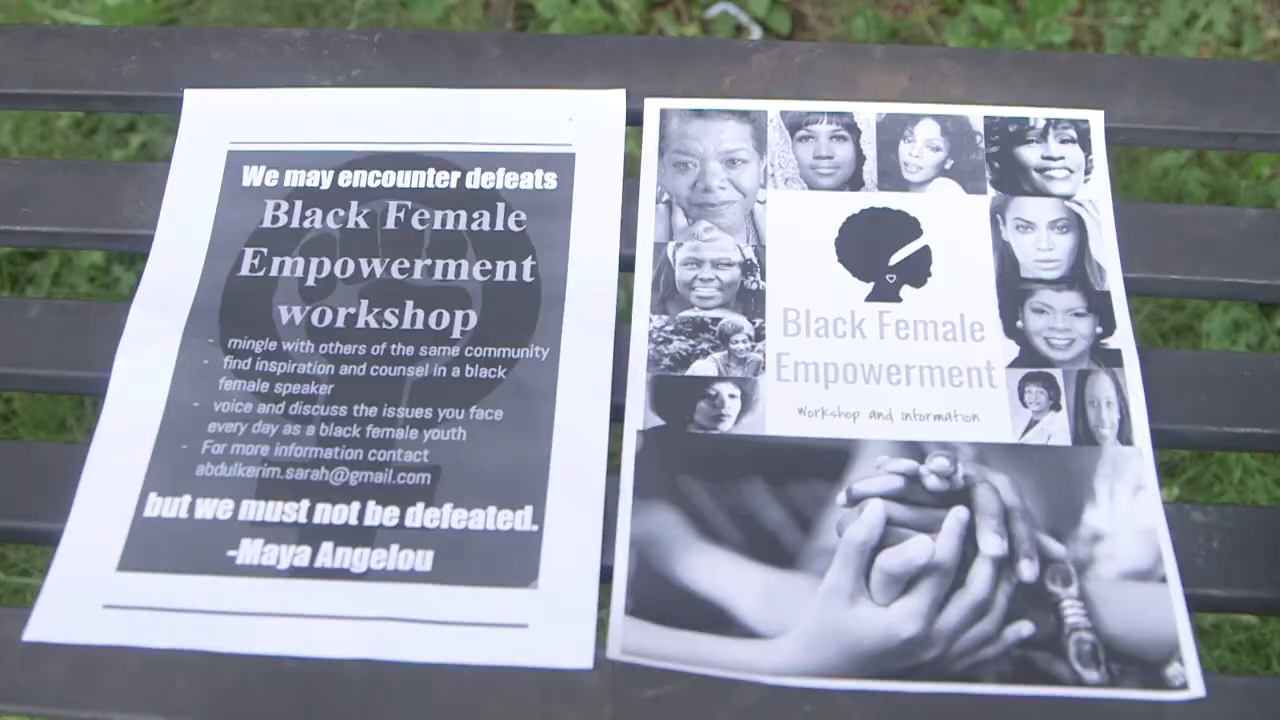 We may encounter defeats
Black Female
Empowerment
workshop
- mingle with others of the same community
- find inspiration and counsel in a black
female speaker
- voice and discuss the issues you face
every day as a black female youth
- For more information contact
abdulkerim.sarah@gmail.com
but we must not be defeated.
-Maya Angelou
Black Female
Empowerment
Workshop and information